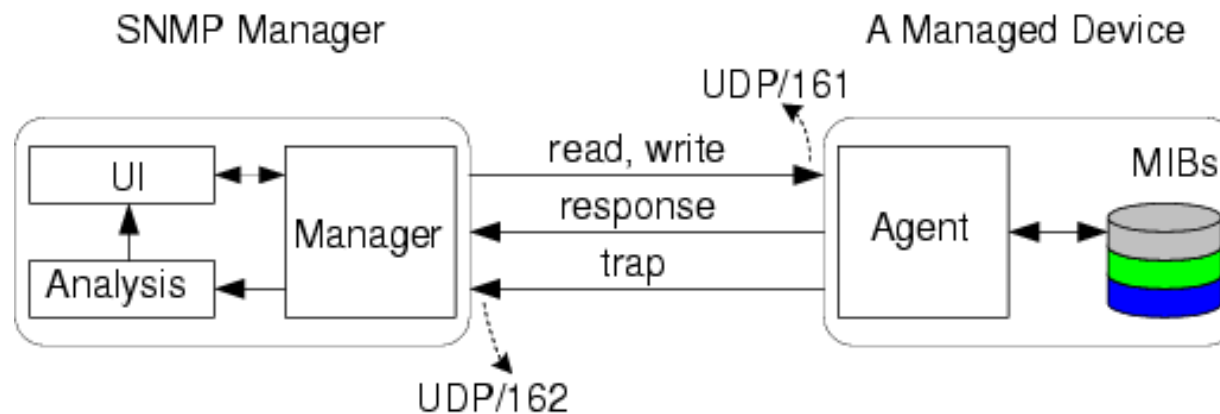 SNMP Manager
A Managed Device
UDP/161
UI
Manager
Analysis
read, write
response
trap
Agent
MIBs
UDP/162